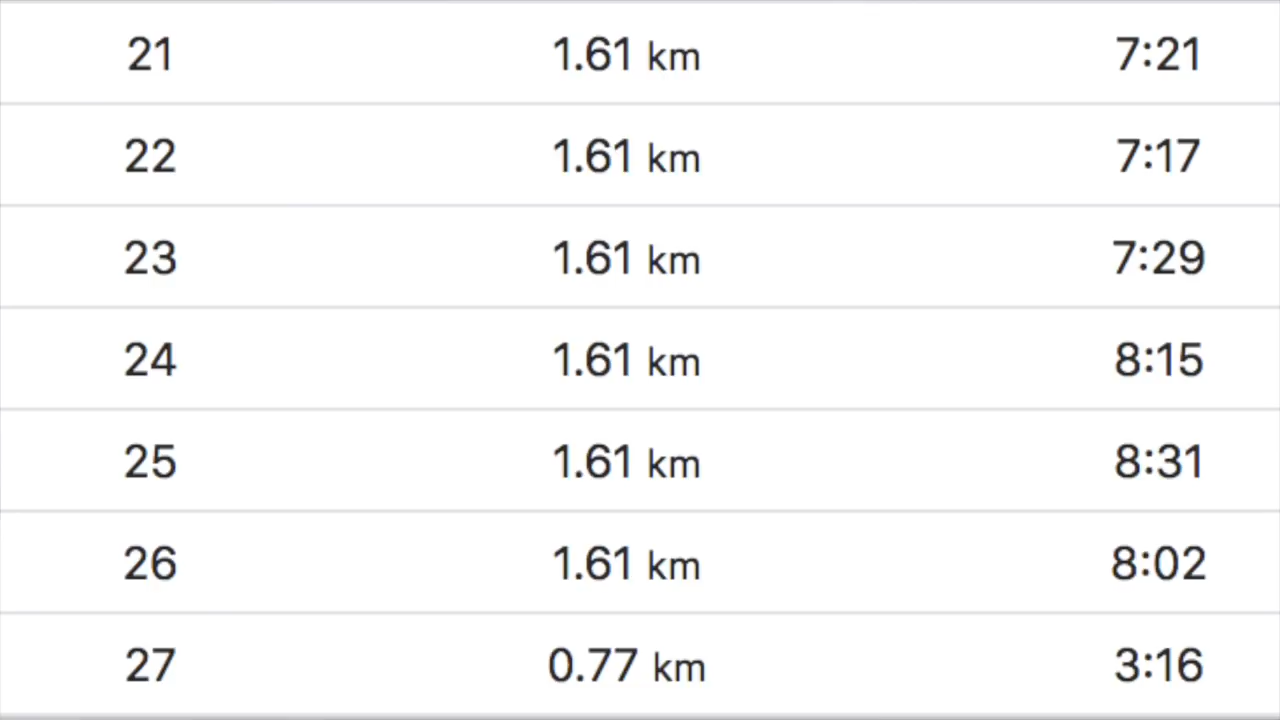 21 1.61 km 7:21
22 1.61 km 7:17
23 1.61 km 7:29
24 1.61 km 8:15
25 1.61 km 8:31
26 1.61 km 8:02
27 0.77 km 3:16